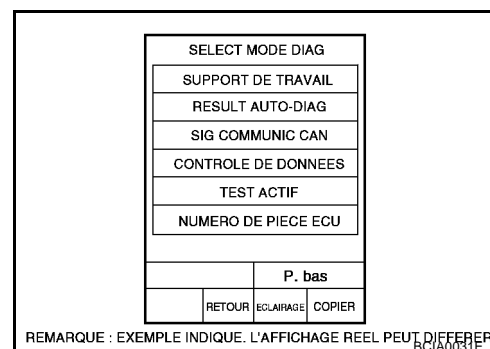 SELECT MODE DIAG
SUPPORT DE TRAVAIL
RESULT AUTO-DIAG
SIG COMMUNIC CAN
CONTROLE DE DONNEES
TEST ACTIF
NUMERO DE PIECE ECU
P. bas
RETOUR ECLAIRAGE COPIER
REMARQUE : EXEMPLE INDIQUE. L'AFFICHAGE REEL PEUT DIFFERER
BCIA0031E